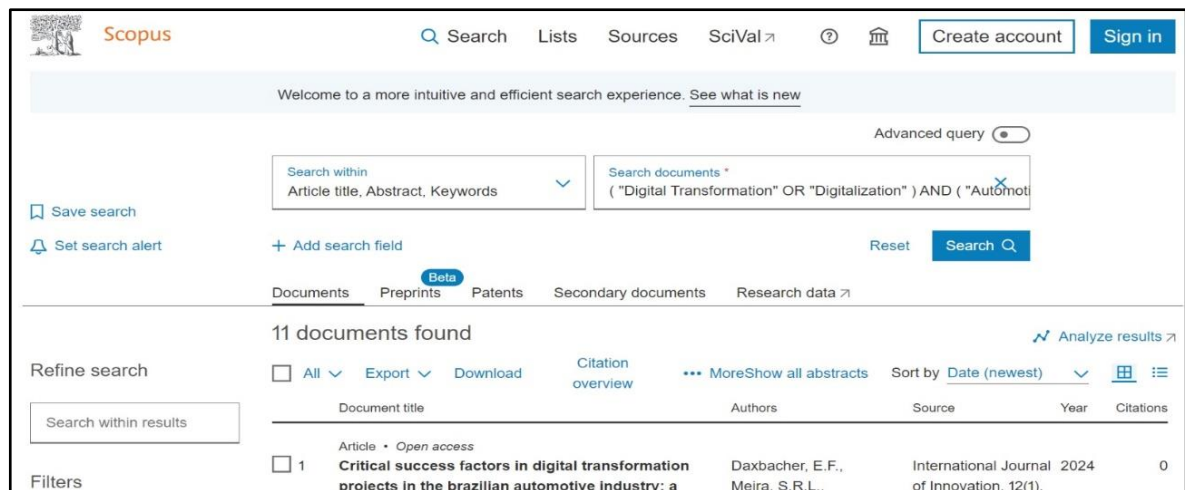 Scopus
Search Lists Sources SciVal Create account Sign in
Welcome to a more intuitive and efficient search experience. See what is new
Advanced query
Search within
Article title, Abstract, Keywords
Search documents *
( "Digital Transformation" OR "Digitalization" ) AND ( "Automoti
Save search
Set search alert
+ Add search field
Reset Search
Beta
Documents Preprints Patents Secondary documents Research data
11 documents found
Analyze results
Refine search
All Export Download Citation overview ••• MoreShow all abstracts Sort by Date (newest)
Document title Authors Source Year Citations
Search within results
Article • Open access
1 Critical success factors in digital transformation Daxbacher, E.F., International Journal 2024 0
Filters
projects in the brazilian automotive industry: a Meira, S.R.L., of Innovation, 12(1),